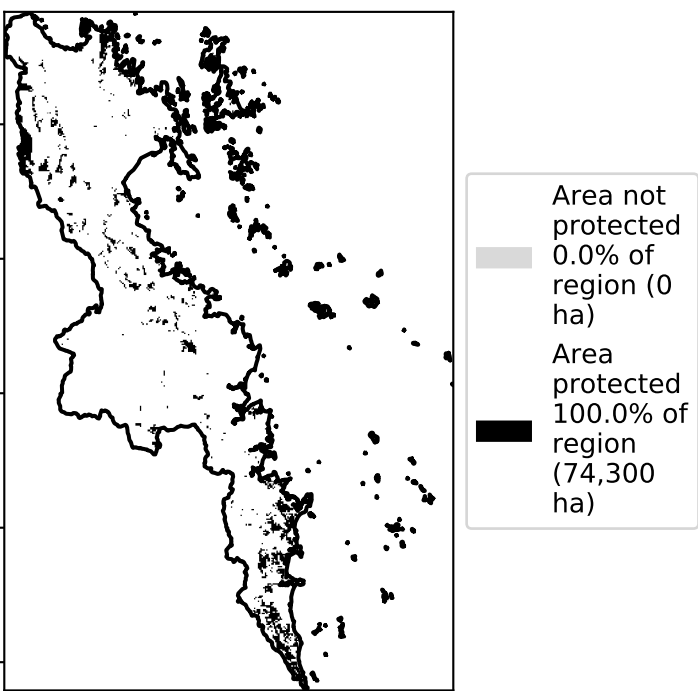 Area not
protected
0.0% of
region (0
ha)
Area
protected
100.0% of
region
(74,300
ha)